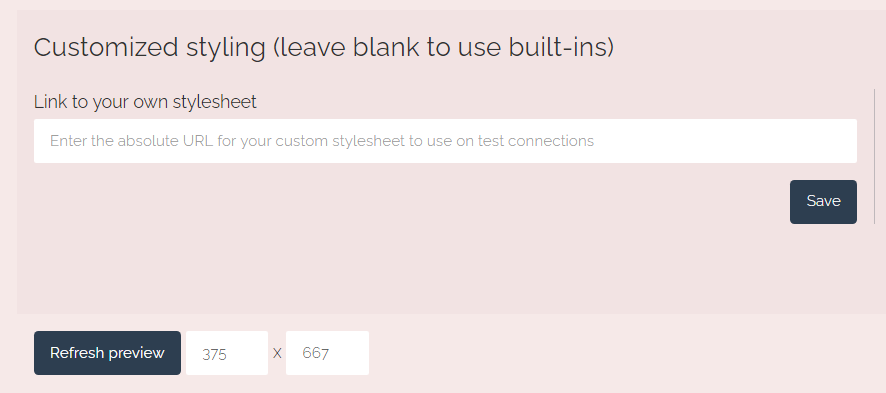 Customized styling (leave blank to use built-ins)
Link to your own stylesheet
Enter the absolute URL for your custom stylesheet to use on test connections
Save
Refresh preview 375 X 667